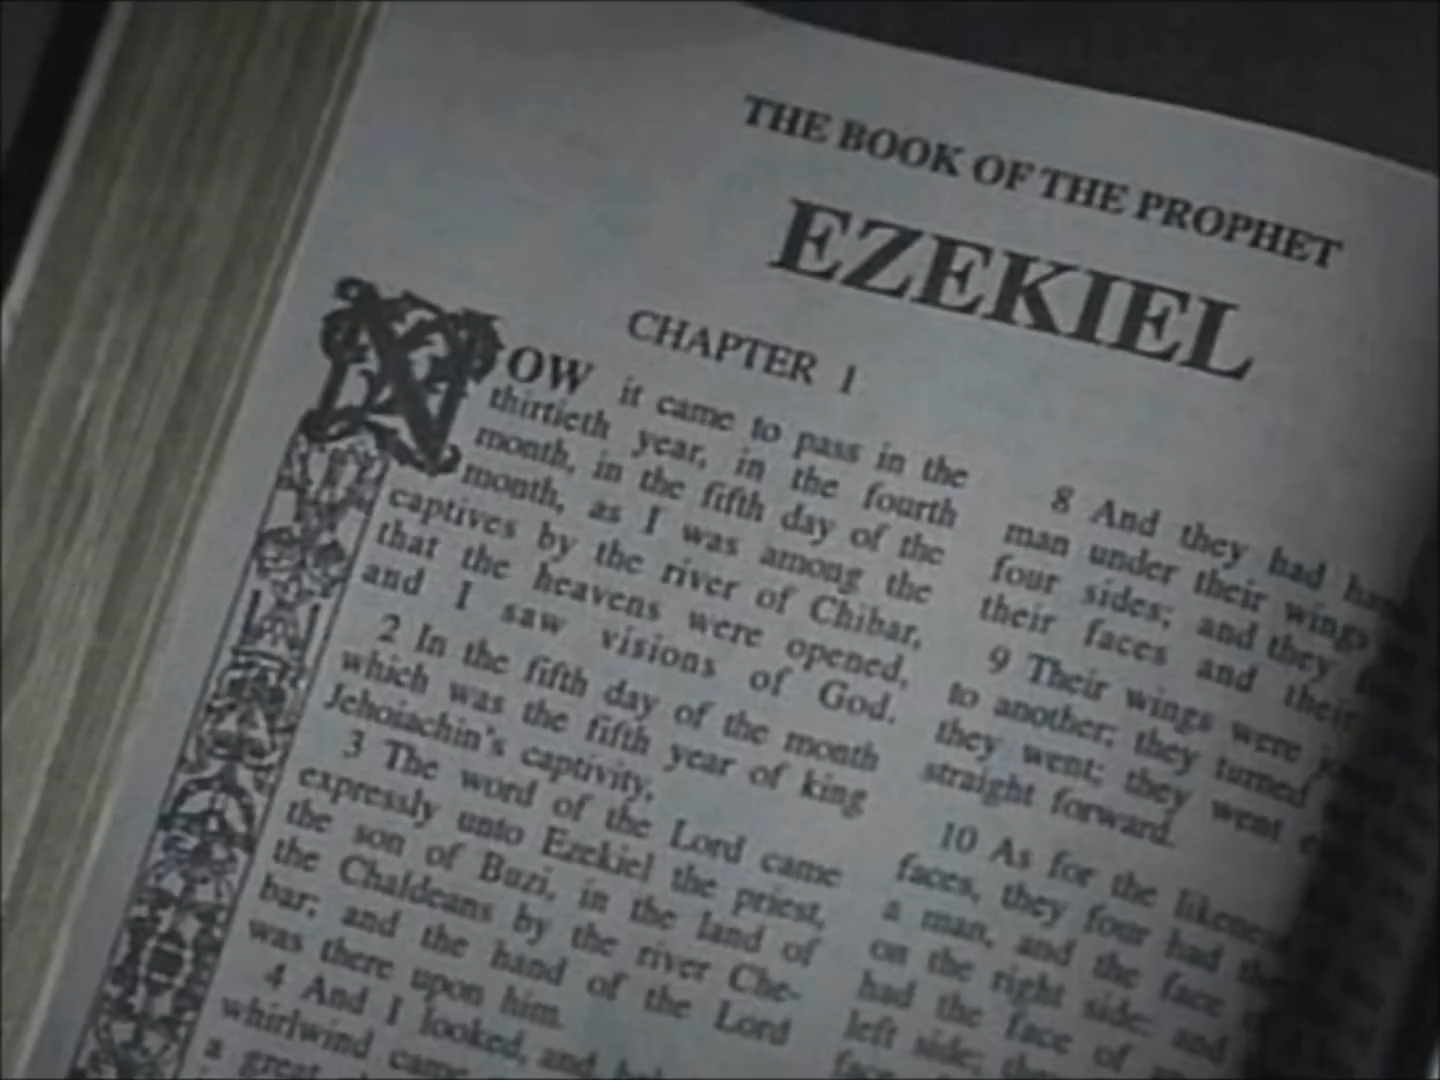 THE BOOK OF THE PROPHET
EZEKIEL
CHAPTER 1
NOW it came to pass in the
thirtieth year, in the fourth
month, in the fifth day of the
month, as I was among the
captives by the river of Chibar,
that the heavens were opened,
and I saw visions of God.
2 In the fifth day of the month
which was the fifth year of king
Jehoiachin's captivity,
3 The word of the Lord came
expressly unto Ezekiel the priest,
the son of Buzi, in the land of
the Chaldeans by the river Che-
bar; and the hand of the Lord
was there upon him.
4 And I looked, and
whirlwind came
a great
8 And they had
man under their wings
four sides; and they
their faces and their
9 Their wings were
to another; they turned
they went; they went
straight forward.
10 As for the
faces, they four had
a man, and the face
on the right side: and
had the face of
left side;